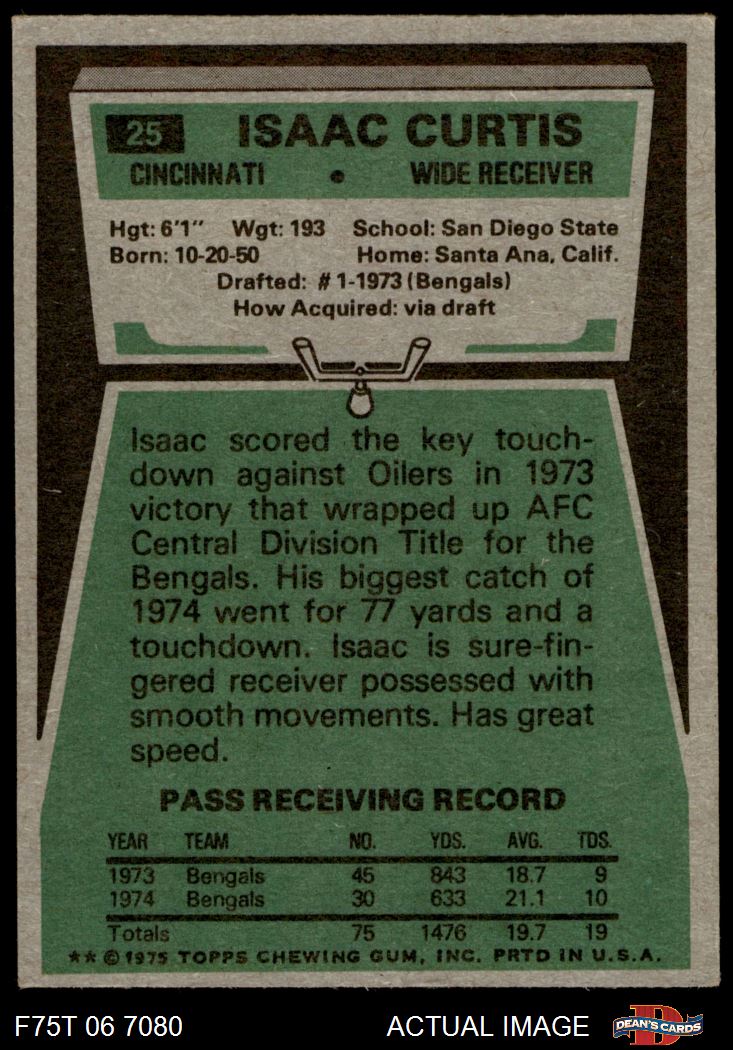 25 ISAAC CURTIS
CINCINNATI • WIDE RECEIVER
Hgt: 6'1" Wgt: 193 School: San Diego State
Born: 10-20-50 Home: Santa Ana, Calif.
Drafted: #1-1973 (Bengals)
How Acquired: via draft
Isaac scored the key touch-
down against Oilers in 1973
victory that wrapped up AFC
Central Division Title for the
Bengals. His biggest catch of
1974 went for 77 yards and a
touchdown. Isaac is sure-fin-
gered receiver possessed with
smooth movements. Has great
speed.
PASS RECEIVING RECORD
YEAR TEAM NO. YDS. AVG. TDS.
1973 Bengals 45 843 18.7 9
1974 Bengals 30 633 21.1 10
Totals 75 1476 19.7 19
**© 1975 TOPPS CHEWING GUM, INC. PRTD IN U.S.A.
F75T 06 7080 ACTUAL IMAGE DEAN'S CARDS